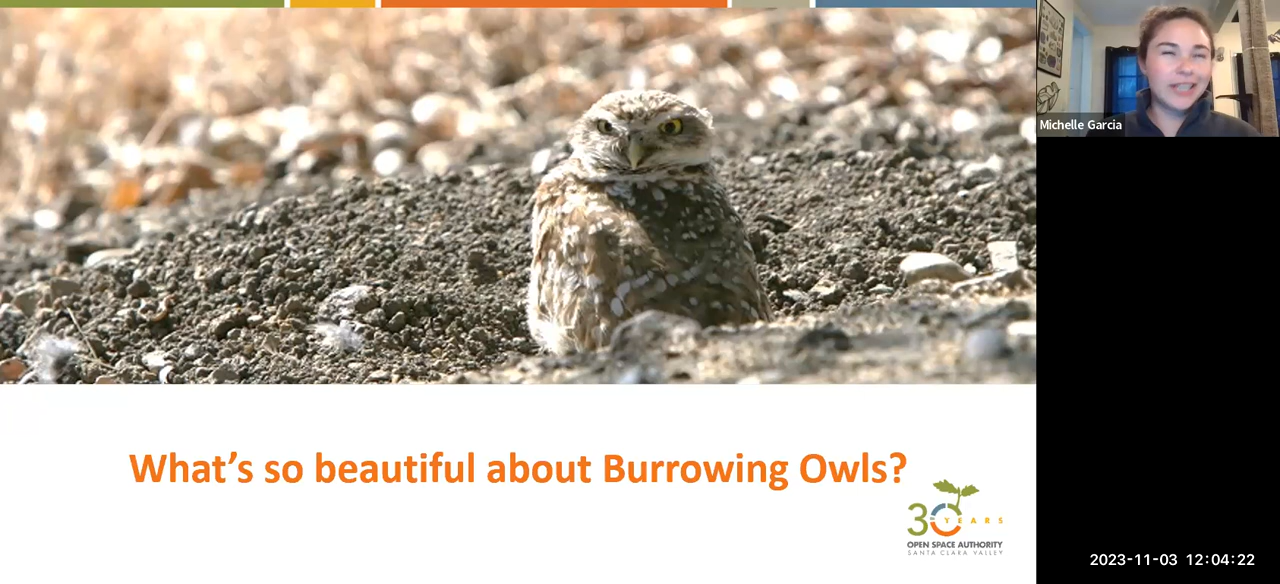 Michelle Garcia
What's so beautiful about Burrowing Owls?
30
YEARS
OPEN SPACE AUTHORITY
SANTA CLARA VALLEY
2023-11-03 12:04:22